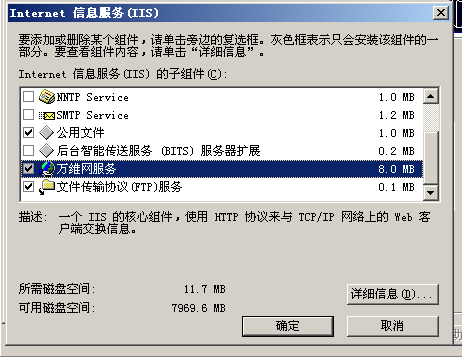 Internet 信息服务(IIS)
要添加或删除某个组件，请单击旁边的复选框。灰色框表示只会安装该组件的一
部分。要查看组件内容，请单击“详细信息”。
Internet 信息服务(IIS) 的子组件(C):
NNTP Service 1.0 MB
SMTP Service 1.2 MB
公用文件 1.0 MB
后台智能传送服务 (BITS) 服务器扩展 0.2 MB
万维网服务 8.0 MB
文件传输协议(FTP)服务 0.1 MB
描述: 一个 IIS 的核心组件，使用 HTTP 协议来与 TCP/IP 网络上的 Web 客
户端交换信息。
所需磁盘空间: 11.7 MB
可用磁盘空间: 7969.6 MB
详细信息(D)...
确定
取消